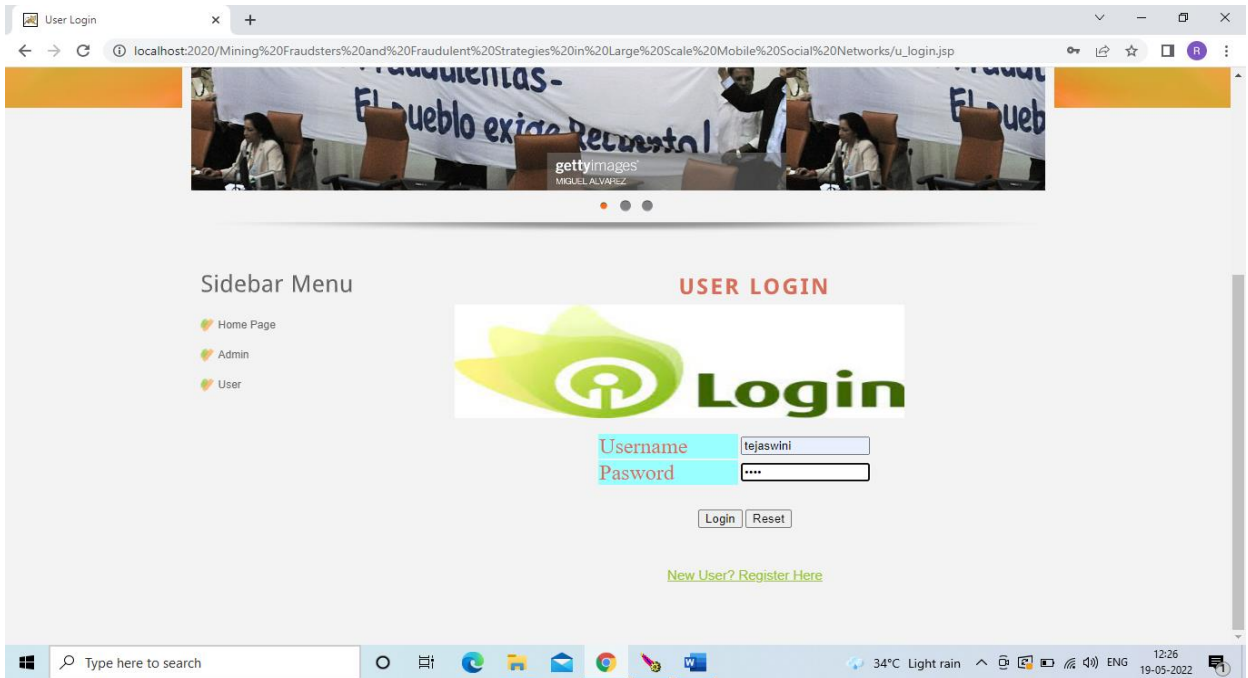 User Login
localhost:2020/Mining%20Fraudsters%20and%20Fraudulent%20Strategies%20in%20Large%20Scale%20Mobile%20Social%20Networks/u_login.jsp
R
El pueblo exige
gettyimages®
MIGUEL ALVAREZ
Sidebar Menu
Home Page
Admin
User
USER LOGIN
Login
Username tejaswini
Pasword ••••
Login Reset
New User? Register Here
Type here to search
34°C Light rain
ENG
12:26
19-05-2022
1